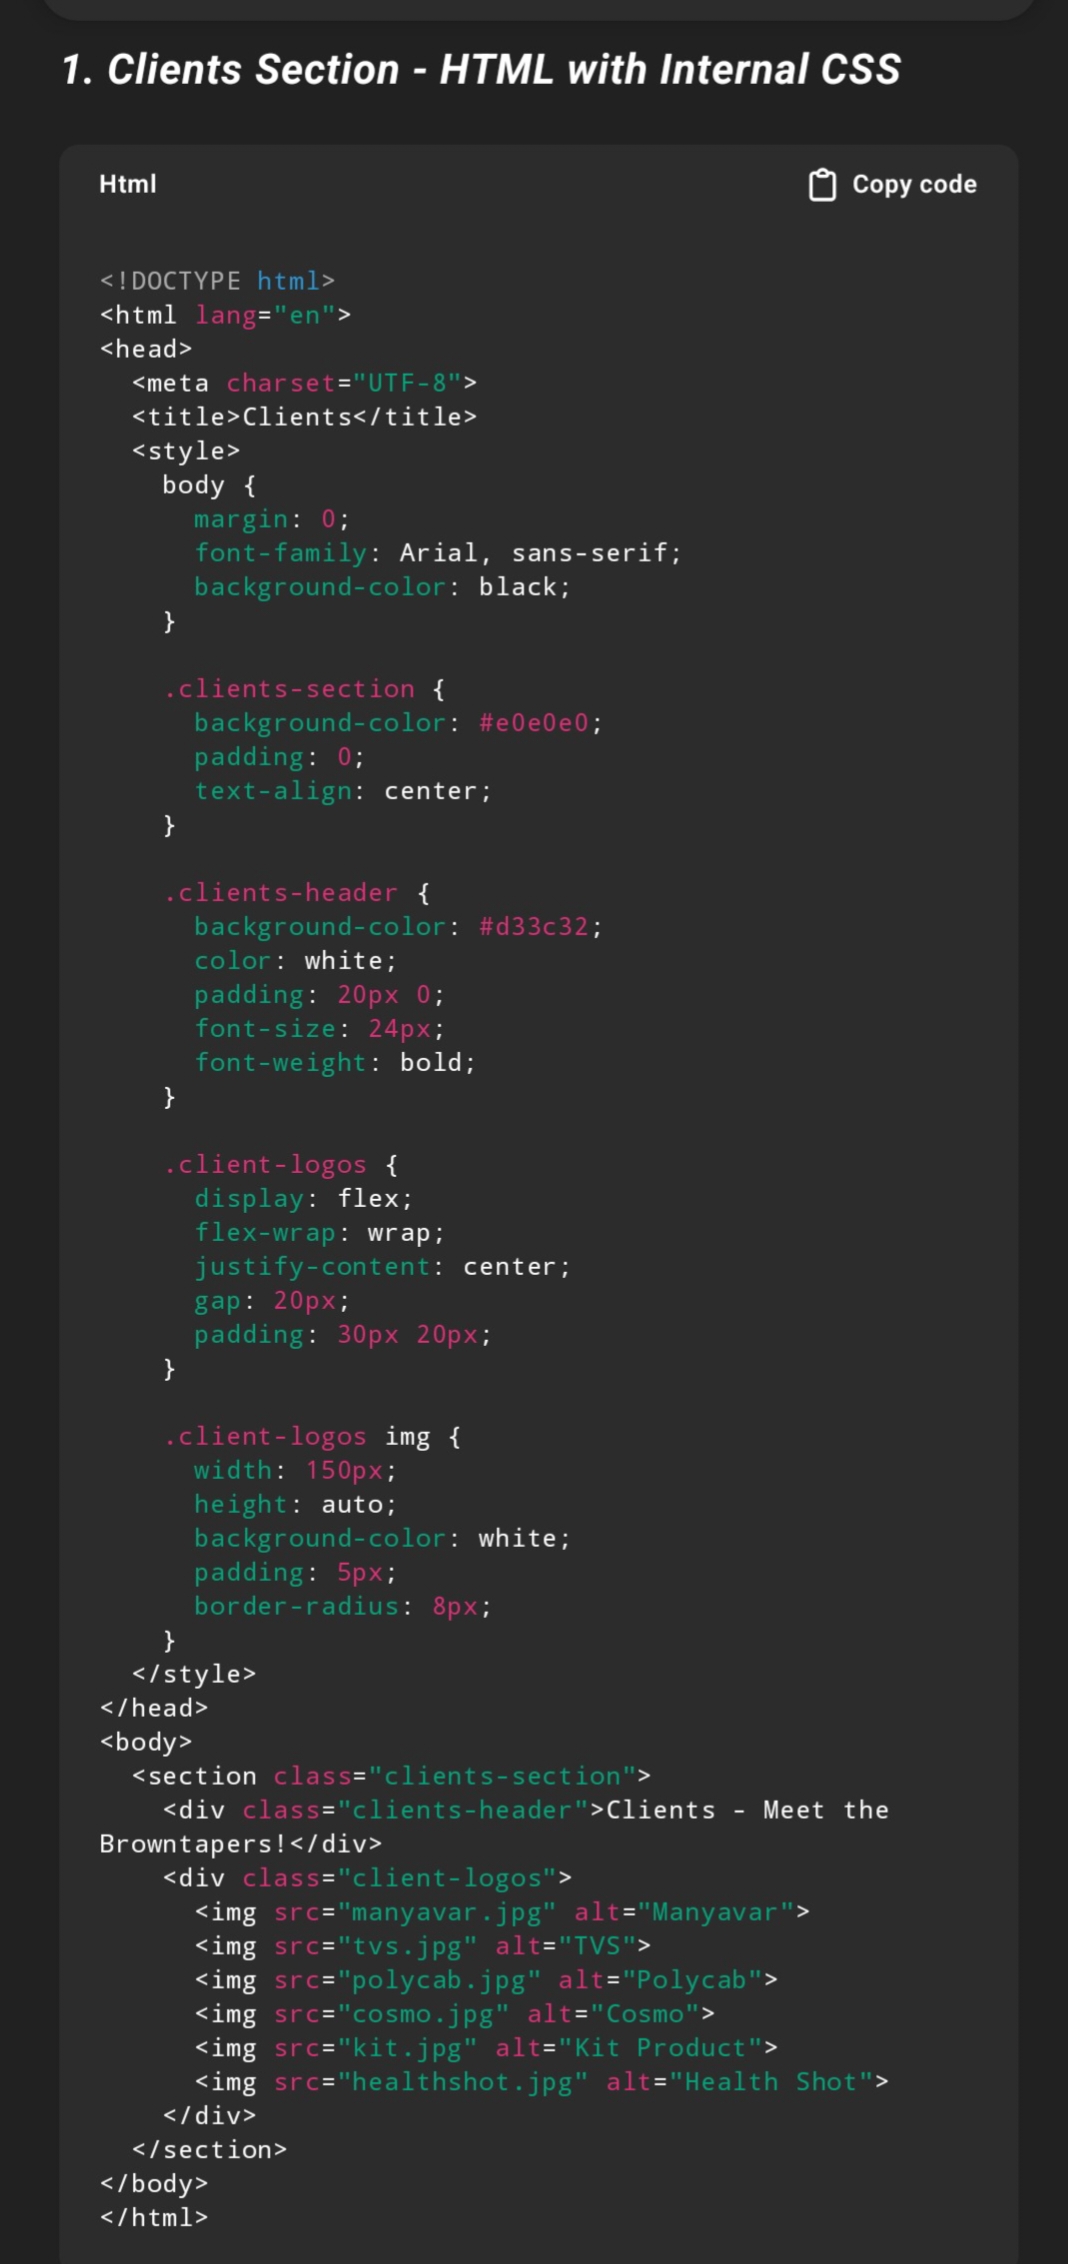 1. Clients Section - HTML with Internal CSS
Html
Copy code
<!DOCTYPE html>
<html lang="en">
<head>
  <meta charset="UTF-8">
  <title>Clients</title>
  <style>
    body {
      margin: 0;
      font-family: Arial, sans-serif;
      background-color: black;
    }

    .clients-section {
      background-color: #e0e0e0;
      padding: 0;
      text-align: center;
    }

    .clients-header {
      background-color: #d33c32;
      color: white;
      padding: 20px 0;
      font-size: 24px;
      font-weight: bold;
    }

    .client-logos {
      display: flex;
      flex-wrap: wrap;
      justify-content: center;
      gap: 20px;
      padding: 30px 20px;
    }

    .client-logos img {
      width: 150px;
      height: auto;
      background-color: white;
      padding: 5px;
      border-radius: 8px;
    }
  </style>
</head>
<body>
  <section class="clients-section">
    <div class="clients-header">Clients - Meet the
Browntapers!</div>
    <div class="client-logos">
      <img src="manyavar.jpg" alt="Manyavar">
      <img src="tvs.jpg" alt="TVS">
      <img src="polycab.jpg" alt="Polycab">
      <img src="cosmo.jpg" alt="Cosmo">
      <img src="kit.jpg" alt="Kit Product">
      <img src="healthshot.jpg" alt="Health Shot">
    </div>
  </section>
</body>
</html>